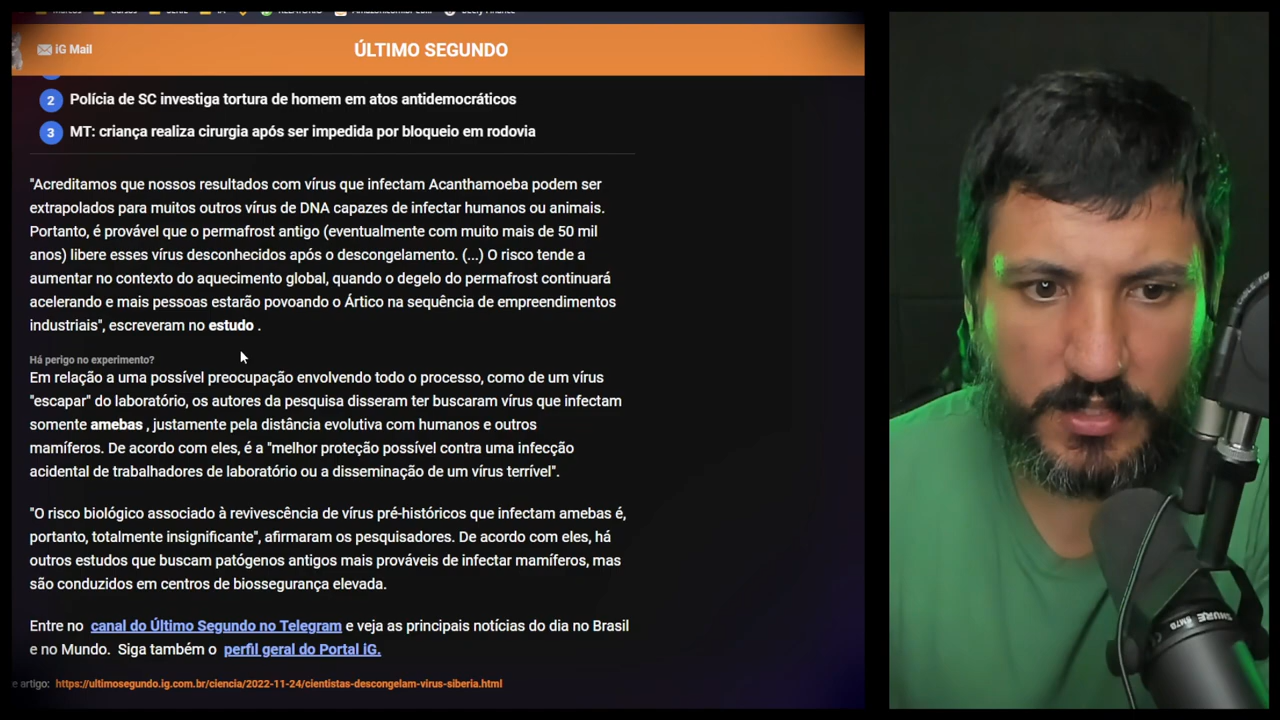 iG Mail
ÚLTIMO SEGUNDO
2 Polícia de SC investiga tortura de homem em atos antidemocráticos
3 MT: criança realiza cirurgia após ser impedida por bloqueio em rodovia
"Acreditamos que nossos resultados com vírus que infectam Acanthamoeba podem ser
extrapolados para muitos outros vírus de DNA capazes de infectar humanos ou animais.
Portanto, é provável que o permafrost antigo (eventualmente com muito mais de 50 mil
anos) libere esses vírus desconhecidos após o descongelamento. (...) O risco tende a
aumentar no contexto do aquecimento global, quando o degelo do permafrost continuará
acelerando e mais pessoas estarão povoando o Ártico na sequência de empreendimentos
industriais", escreveram no estudo .
Há perigo no experimento?
Em relação a uma possível preocupação envolvendo todo o processo, como de um vírus
"escapar" do laboratório, os autores da pesquisa disseram ter buscaram vírus que infectam
somente amebas , justamente pela distância evolutiva com humanos e outros
mamíferos. De acordo com eles, é a "melhor proteção possível contra uma infecção
acidental de trabalhadores de laboratório ou a disseminação de um vírus terrível".
"O risco biológico associado à revivescência de vírus pré-históricos que infectam amebas é,
portanto, totalmente insignificante", afirmaram os pesquisadores. De acordo com eles, há
outros estudos que buscam patógenos antigos mais prováveis de infectar mamíferos, mas
são conduzidos em centros de biossegurança elevada.
Entre no canal do Último Segundo no Telegram e veja as principais notícias do dia no Brasil
e no Mundo. Siga também o perfil geral do Portal iG.
e artigo: https://ultimosegundo.ig.com.br/ciencia/2022-11-24/cientistas-descongelam-virus-siberia.html
SHURE